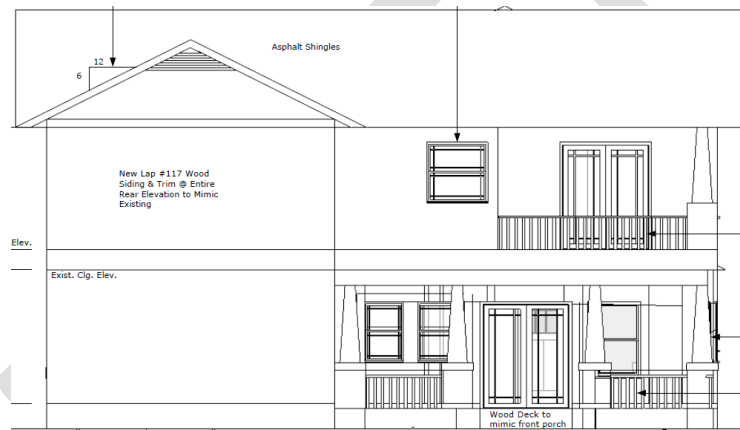 Asphalt Shingles
12
6
New Lap #117 Wood
Siding & Trim @ Entire
Rear Elevation to Mimic
Existing
Elev.
Exist. Clg. Elev.
Wood Deck to
mimic front porch